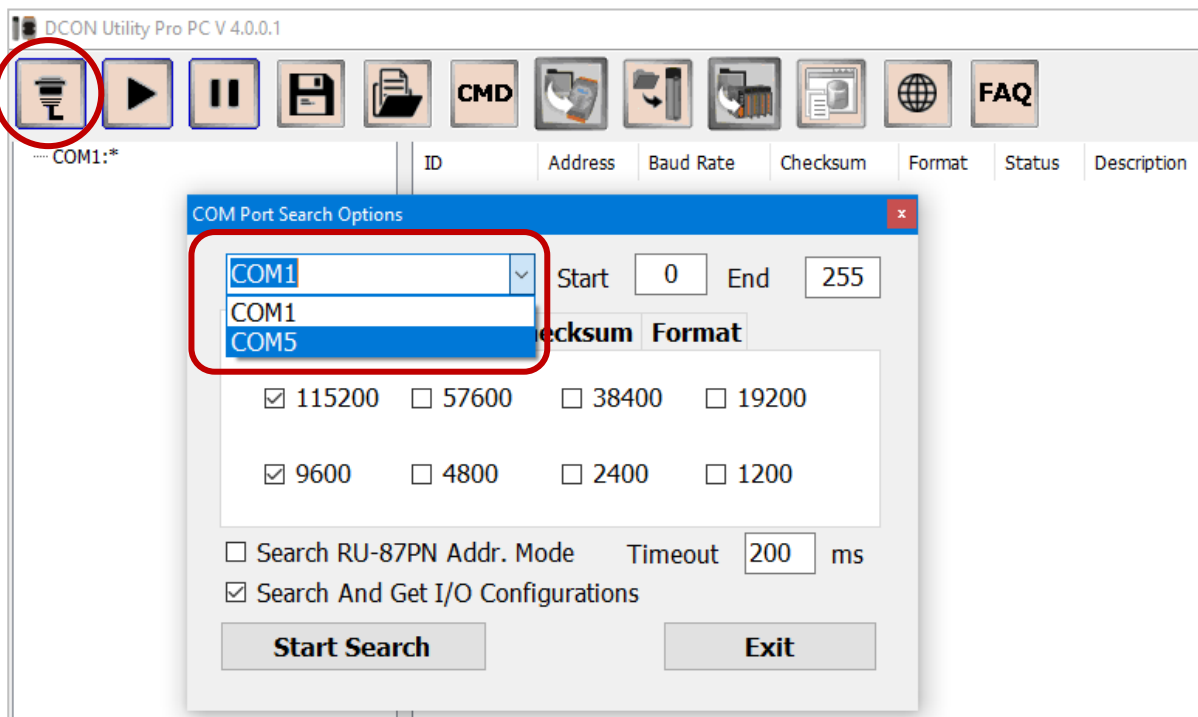 DCON Utility Pro PC V 4.0.0.1
CMD
FAQ
COM1:*
ID Address Baud Rate Checksum Format Status Description
COM Port Search Options
COM1 Start 0 End 255
COM1
COM5
ecksum Format
115200 57600 38400 19200
9600 4800 2400 1200
Search RU-87PN Addr. Mode Timeout 200 ms
Search And Get I/O Configurations
Start Search Exit